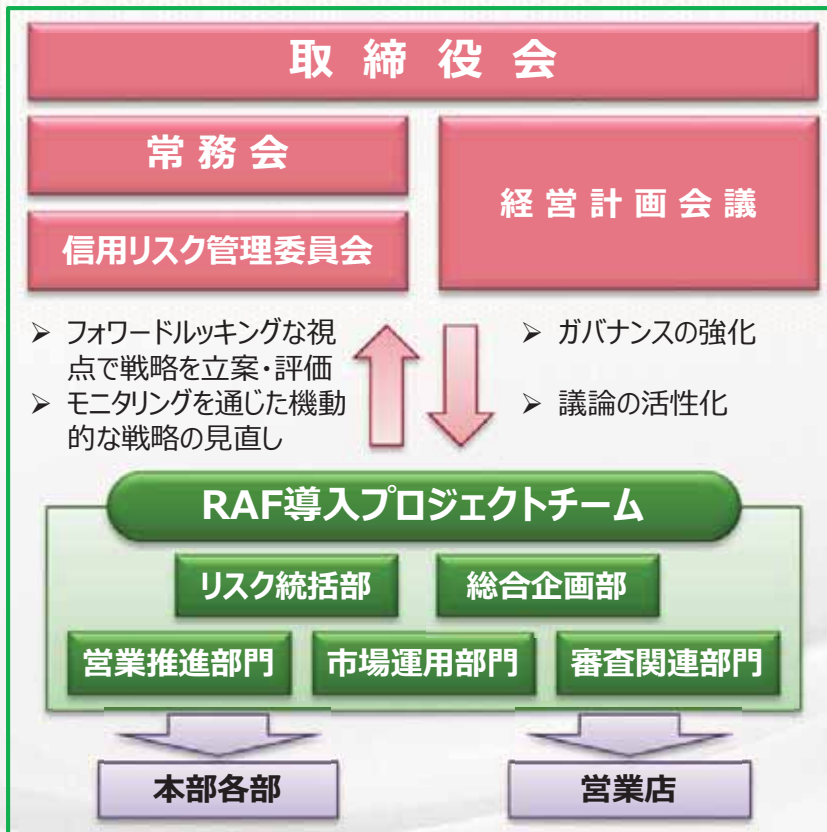 取締役会
常務会
経営計画会議
信用リスク管理委員会
➢ フォワードルッキングな視
点で戦略を立案・評価
➢ モニタリングを通じた機動
的な戦略の見直し
➢ ガバナンスの強化
➢ 議論の活性化
RAF導入プロジェクトチーム
リスク統括部
総合企画部
営業推進部門
市場運用部門
審査関連部門
本部各部
営業店